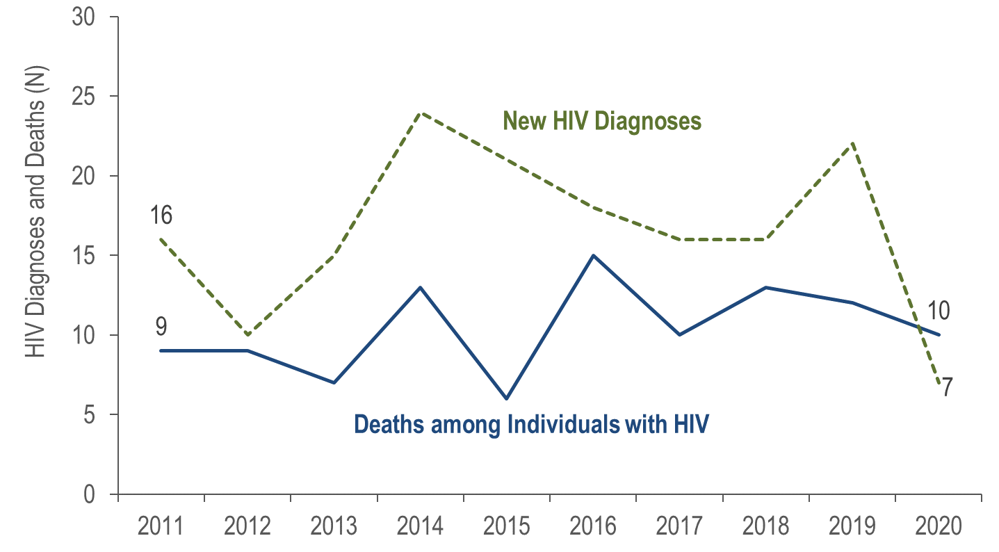 HIV Diagnoses and Deaths (N)
30
25
20
15
10
5
0
New HIV Diagnoses
16
9
10
7
Deaths among Individuals with HIV
2011 2012 2013 2014 2015 2016 2017 2018 2019 2020